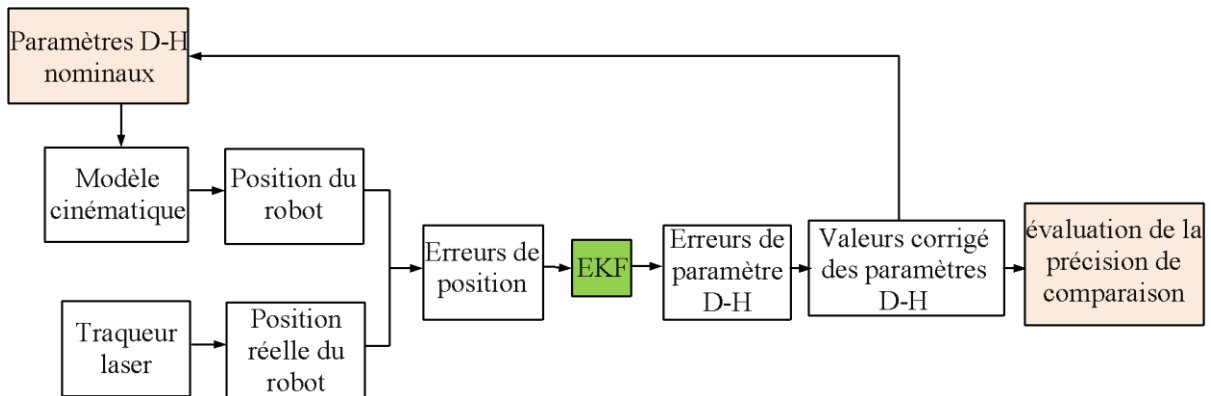 Paramètres D-H
nominaux
Modèle
cinématique
Position du
robot
Traqueur
laser
Position
réelle du
robot
Erreurs de
position
EKF
Erreurs de
paramètre
D-H
Valeurs corrigé
des paramètres
D-H
évaluation de la
précision de
comparaison